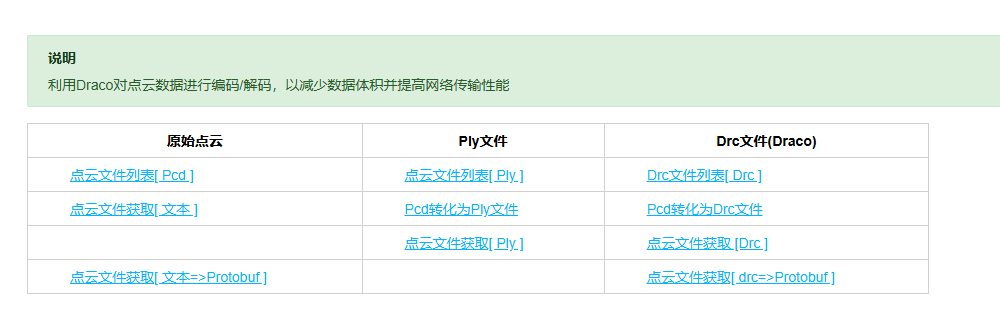 说明
利用Draco对点云数据进行编码/解码，以减少数据体积并提高网络传输性能
原始点云 Ply文件 Drc文件(Draco)
点云文件列表[ Pcd ] 点云文件列表[ Ply ] Drc文件列表[ Drc ]
点云文件获取[ 文本 ] Pcd转化为Ply文件 Pcd转化为Drc文件
点云文件获取[ Ply ] 点云文件获取 [Drc ]
点云文件获取[ 文本=>Protobuf ] 点云文件获取[ drc=>Protobuf ]